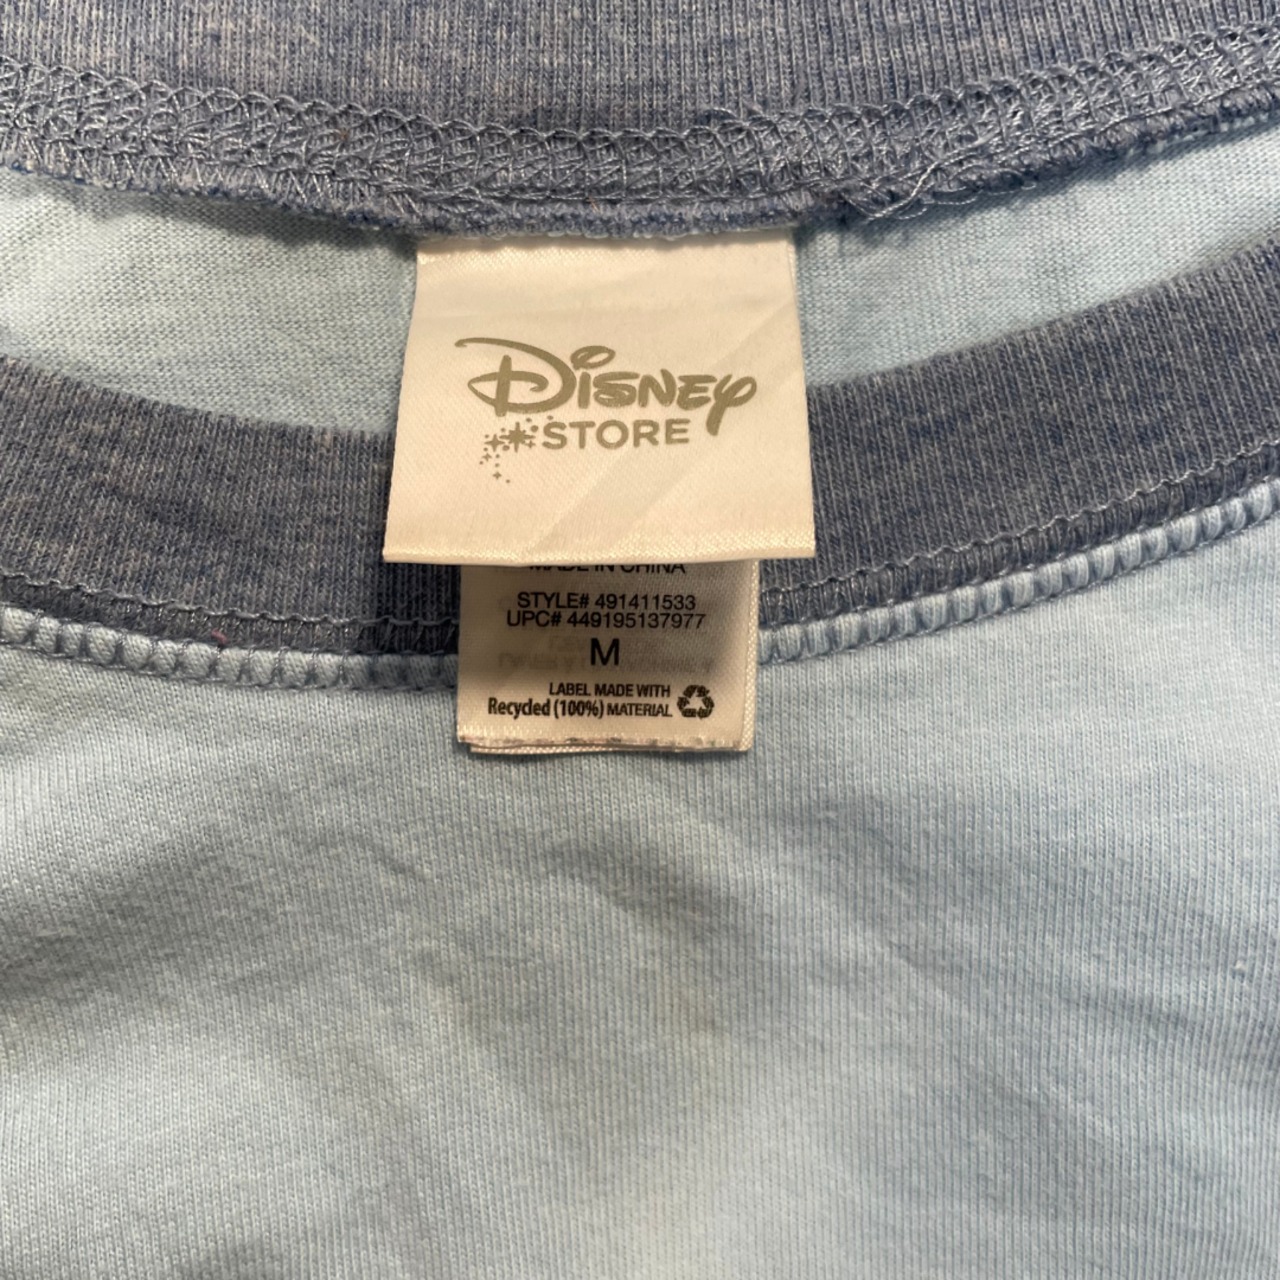 Disney
STORE
MADE IN CHINA
STYLE# 491411533
UPC# 449195137977
M
LABEL MADE WITH
Recycled (100%) MATERIAL